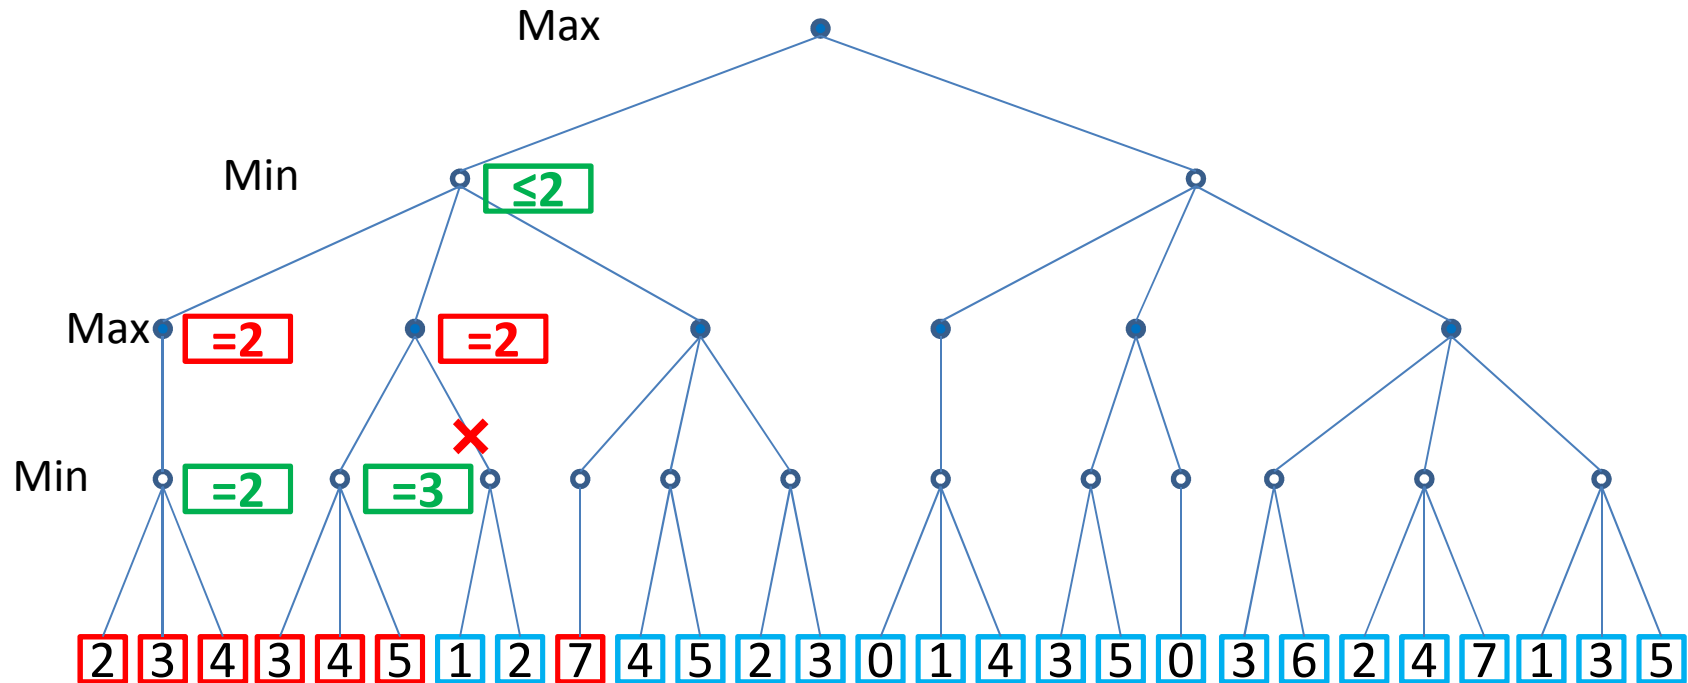 Max
Min ≤2
Max =2 =2
Min =2 =3
2 3 4 3 4 5 1 2 7 4 5 2 3 0 1 4 3 5 0 3 6 2 4 7 1 3 5